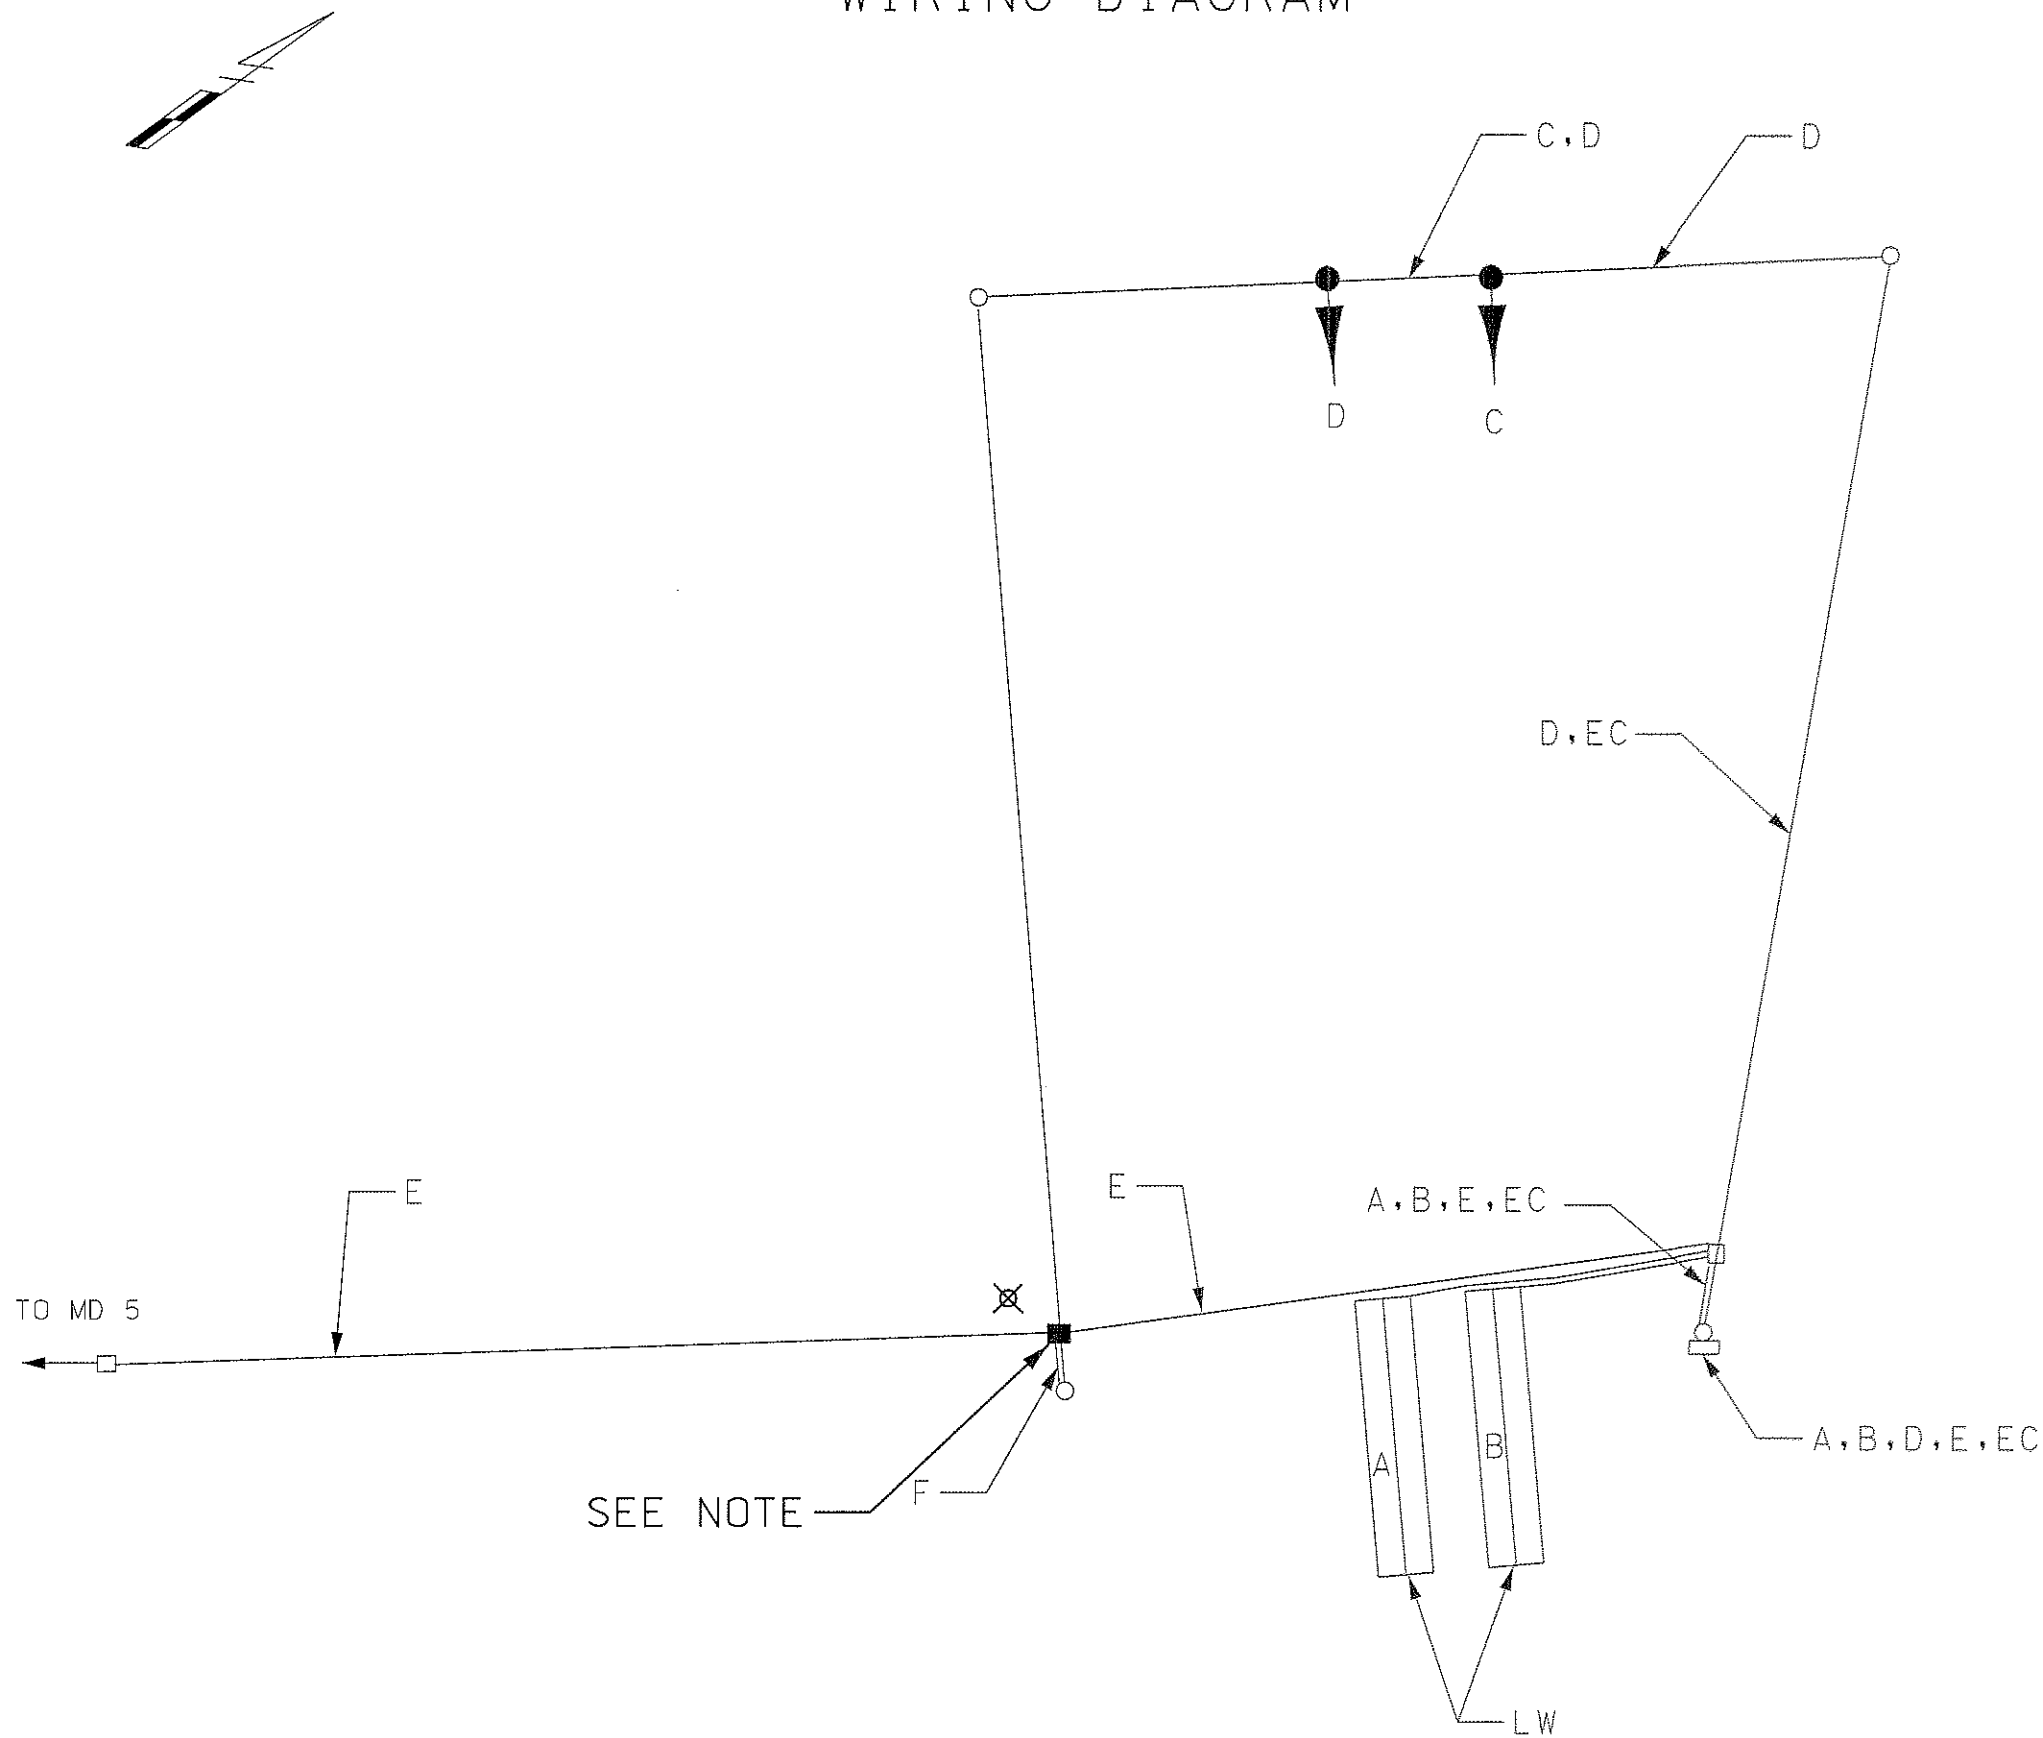 WIRING DIAGRAM
C,D
D
D
C
D,EC
E
E
A,B,E,EC
TO MD 5
A
B
A,B,D,E,EC
F
SEE NOTE
LW